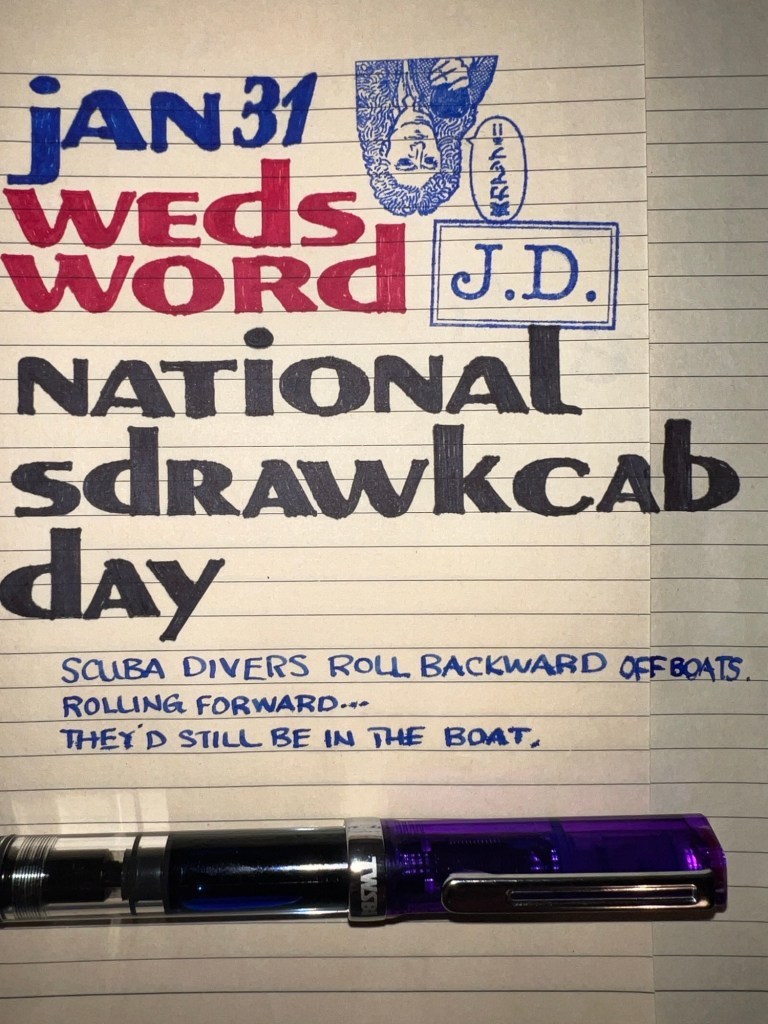 jAN 31
WEds
WORd
J.D.
NATiONAl
sdRAWkCAb
dAy
SCUBA DIVERS ROLL BACKWARD OFF BOATS.
ROLLING FORWARD...
THEY'D STILL BE IN THE BOAT.
TWSBI